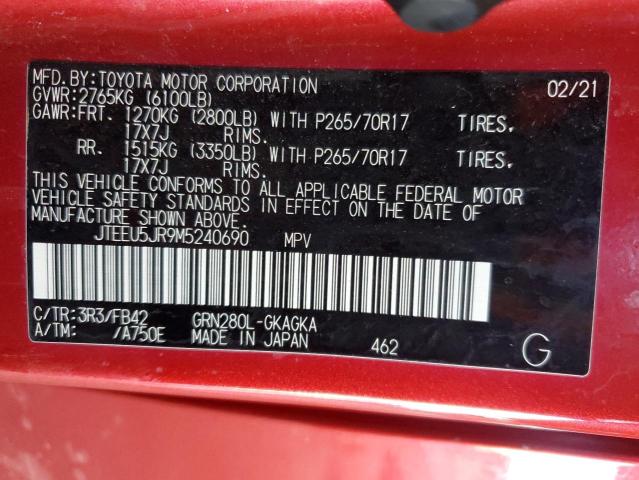 MFD.BY:TOYOTA MOTOR CORPORATION 02/21
GVWR:2765KG (6100LB)
GAWR:FRT. 1270KG (2800LB) WITH P265/70R17 TIRES,
17X7J RIMS.
RR. 1515KG (3350LB) WITH P265/70R17 TIRES,
17X7J RIMS.
THIS VEHICLE CONFORMS TO ALL APPLICABLE FEDERAL MOTOR
VEHICLE SAFETY STANDARDS IN EFFECT ON THE DATE OF
MANUFACTURE SHOWN ABOVE.
JTEEU5JR9M5240690 MPV
C/TR:3R3/FB42 GRN280L-GKAGKA
A/TM: /A750E MADE IN JAPAN 462 G